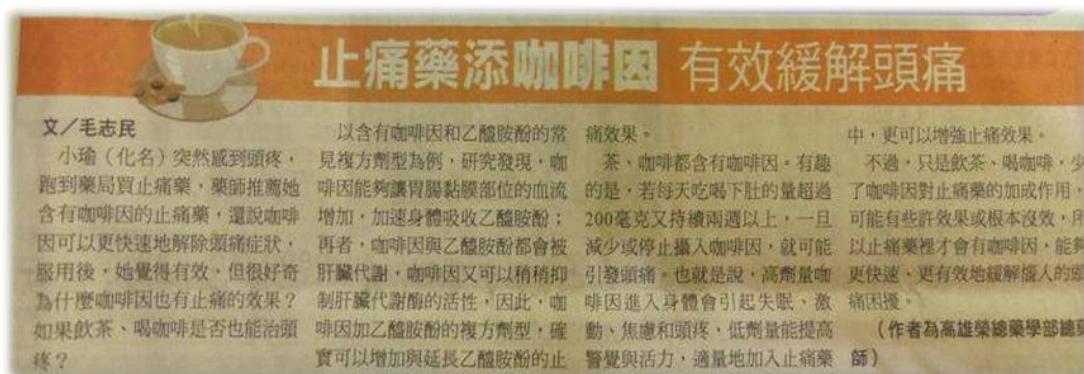 止痛藥添咖啡因 有效緩解頭痛
文／毛志民
小瑜（化名）突然感到頭疼，
跑到藥局買止痛藥，藥師推薦她
含有咖啡因的止痛藥，還說咖啡
因可以更快速地解除頭痛症狀，
服用後，她覺得有效，但很好奇
為什麼咖啡因也有止痛的效果？
如果飲茶、喝咖啡是否也能治頭
疼？
以含有咖啡因和乙醯胺酚的常
見複方劑型為例，研究發現，咖
啡因能夠讓胃腸黏膜部位的血流
增加，加速身體吸收乙醯胺酚；
再者，咖啡因與乙醯胺酚都會被
肝臟代謝，咖啡因又可以稍稍抑
制肝臟代謝酶的活性，因此，咖
啡因加乙醯胺酚的複方劑型，確
實可以增加與延長乙醯胺酚的止
痛效果。
茶、咖啡都含有咖啡因。有趣
的是，若每天吃喝下肚的量超過
200毫克又持續兩週以上，一旦
減少或停止攝入咖啡因，就可能
引發頭痛。也就是說，高劑量咖
啡因進入身體會引起失眠、激
動、焦慮和頭疼，低劑量能提高
警覺與活力，適量地加入止痛藥
中，更可以增強止痛效果。
不過，只是飲茶、喝咖啡，少
了咖啡因對止痛藥的加成作用，
可能有些許效果或根本沒效，所
以止痛藥裡才會有咖啡因，能夠
更快速、更有效地緩解惱人的頭
痛困擾。
（作者為高雄榮總藥學部總藥
師）